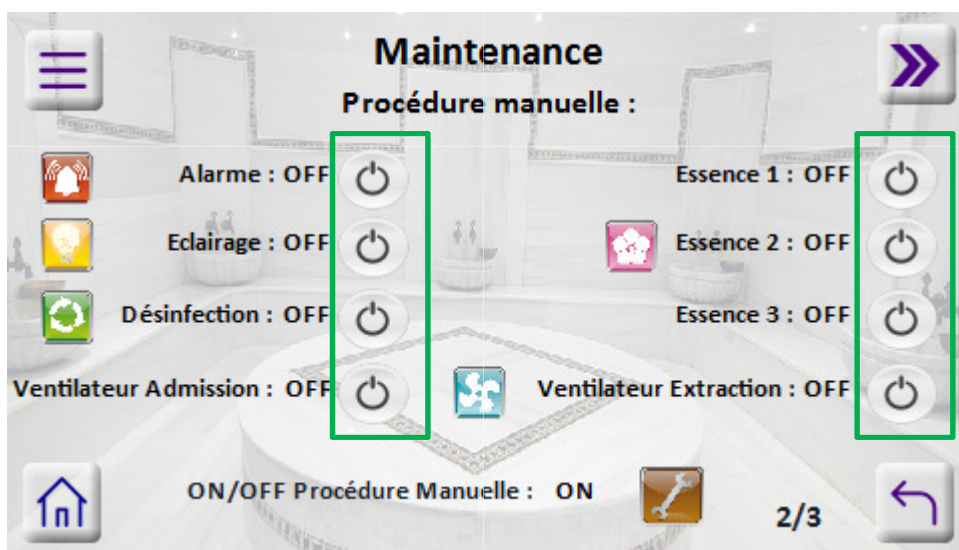 Maintenance
Procédure manuelle :
Alarme : OFF
Essence 1 : OFF
Eclairage : OFF
Essence 2 : OFF
Désinfection : OFF
Essence 3 : OFF
Ventilateur Admission : OFF
Ventilateur Extraction : OFF
ON/OFF Procédure Manuelle : ON
2/3